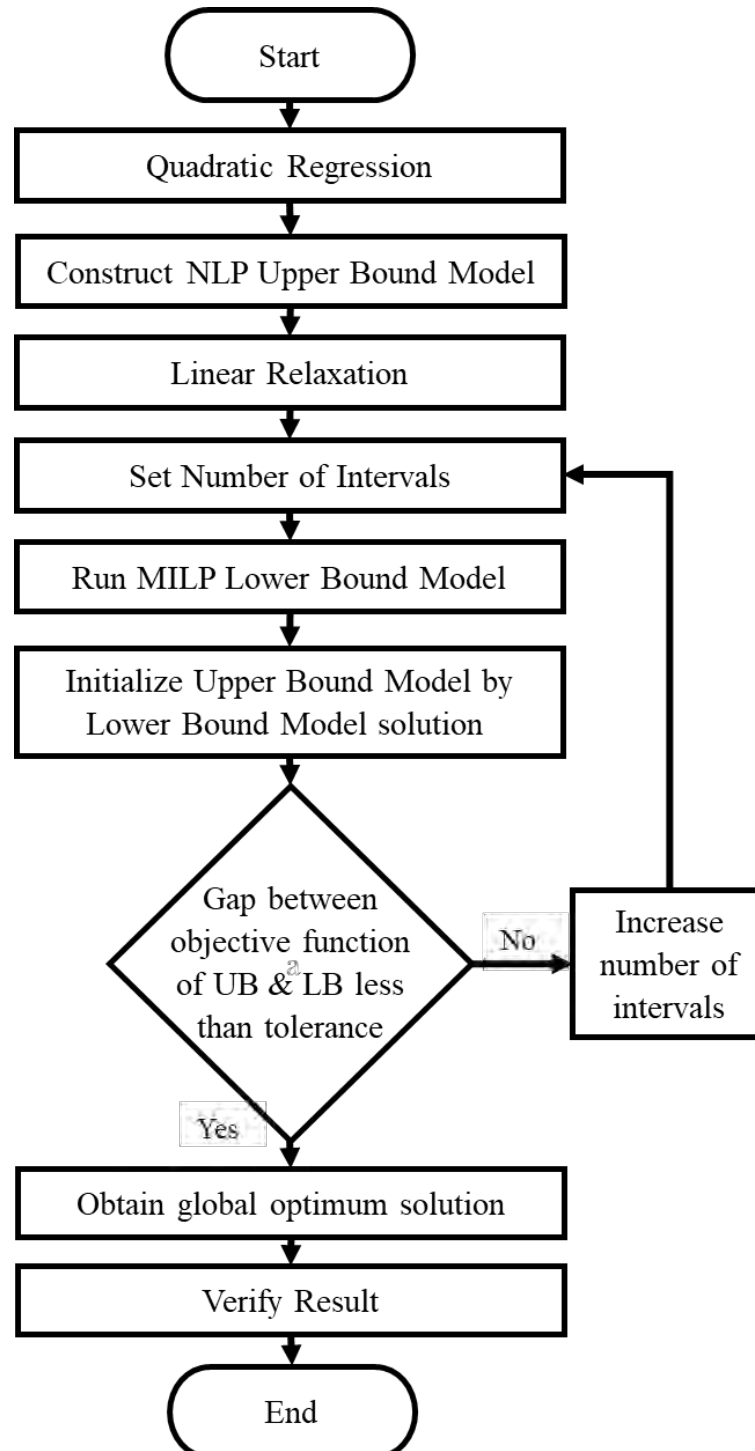 Start
Quadratic Regression
Construct NLP Upper Bound Model
Linear Relaxation
Set Number of Intervals
Run MILP Lower Bound Model
Initialize Upper Bound Model by
Lower Bound Model solution
Gap between
objective function
a
of UB & LB less
than tolerance
No
Increase
number of
intervals
Yes
Obtain global optimum solution
Verify Result
End